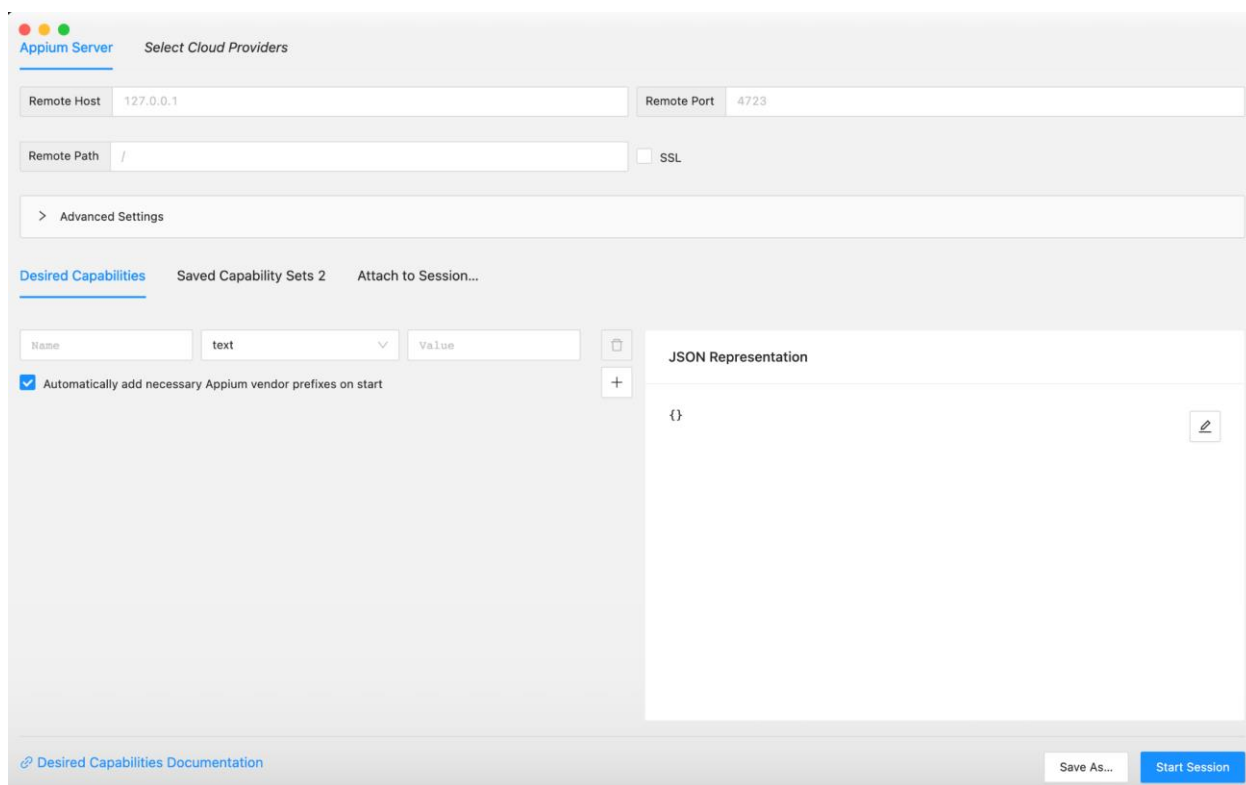 Appium Server Select Cloud Providers
Remote Host 127.0.0.1 Remote Port 4723
Remote Path / SSL
Advanced Settings
Desired Capabilities Saved Capability Sets 2 Attach to Session...
Name text Value
JSON Representation
Automatically add necessary Appium vendor prefixes on start
{}
Desired Capabilities Documentation
Save As... Start Session